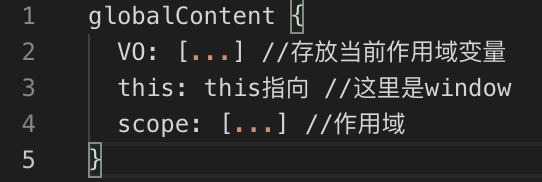 1 globalContent {
2 VO: [...] //存放当前作用域变量
3 this: this指向 //这里是window
4 scope: [...] //作用域
5 }